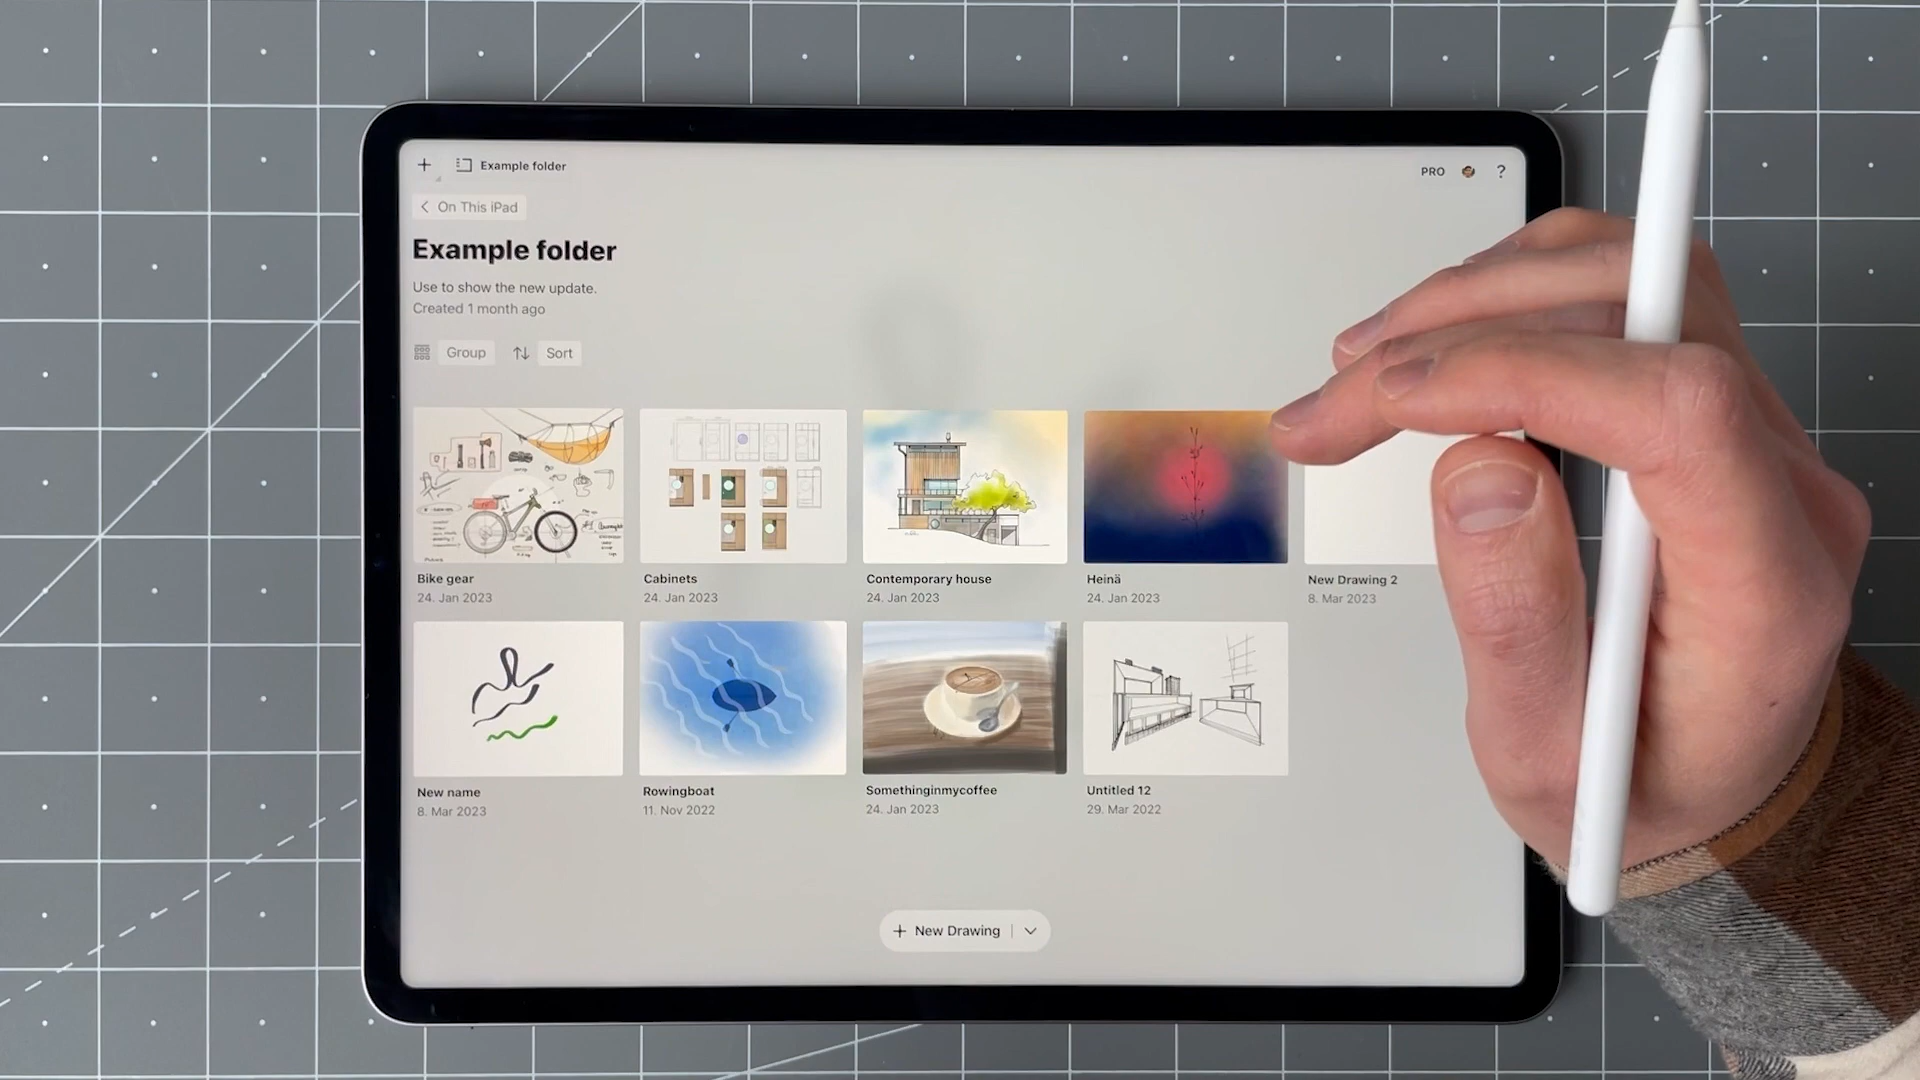 Example folder
PRO
?
On This iPad
Example folder
Use to show the new update.
Created 1 month ago
Group
Sort
Bike gear
24. Jan 2023
Cabinets
24. Jan 2023
Contemporary house
24. Jan 2023
Heinä
24. Jan 2023
New Drawing 2
8. Mar 2023
New name
8. Mar 2023
Rowingboat
11. Nov 2022
Somethinginmycoffee
24. Jan 2023
Untitled 12
29. Mar 2022
New Drawing